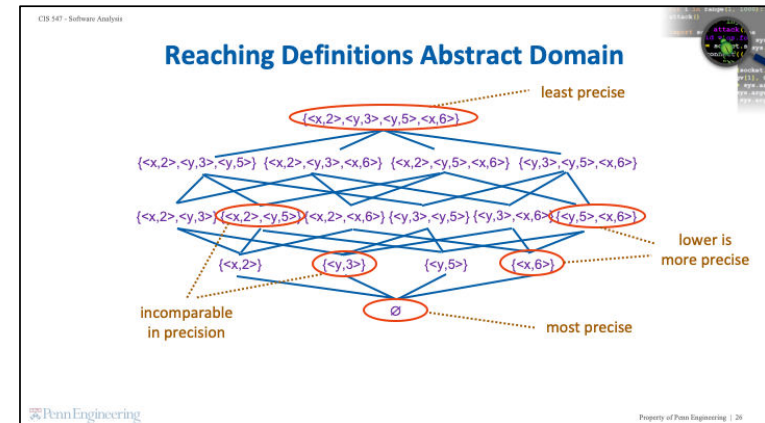 CIS 547 - Software Analysis
Reaching Definitions Abstract Domain
attack()
least precise
{<x,2>,<y,3>,<y,5>,<x,6>}
{<x,2>,<y,3>,<y,5>} {<x,2>,<y,3>,<x,6>} {<x,2>,<y,5>,<x,6>} {<y,3>,<y,5>,<x,6>}
{<x,2>,<y,3>} {<x,2>,<y,5>} {<x,2>,<x,6>} {<y,3>,<y,5>} {<y,3>,<x,6>} {<y,5>,<x,6>}
lower is
more precise
{<x,2>} {<y,3>} {<y,5>} {<x,6>}
incomparable
in precision
∅
most precise
Penn Engineering
Property of Penn Engineering | 26